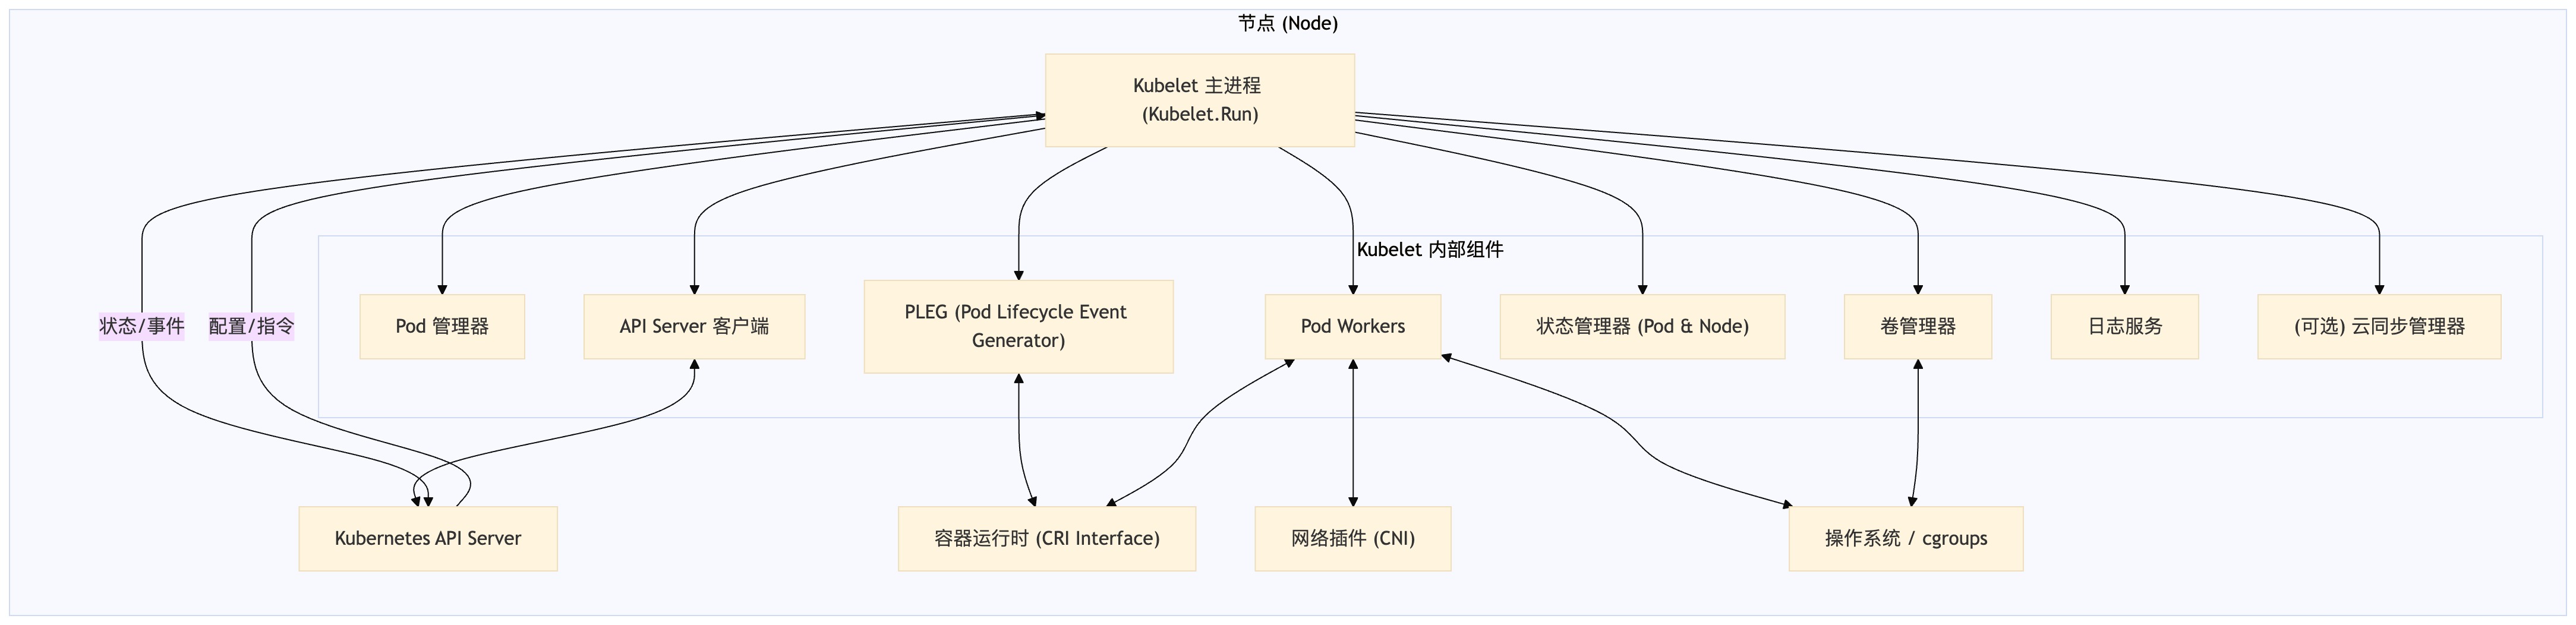 节点 (Node)
Kubelet 主进程
(Kubelet.Run)
Kubelet 内部组件
状态/事件
配置/指令
Pod 管理器
API Server 客户端
PLEG (Pod Lifecycle Event
Generator)
Pod Workers
状态管理器 (Pod & Node)
卷管理器
日志服务
(可选) 云同步管理器
Kubernetes API Server
容器运行时 (CRI Interface)
网络插件 (CNI)
操作系统 / cgroups